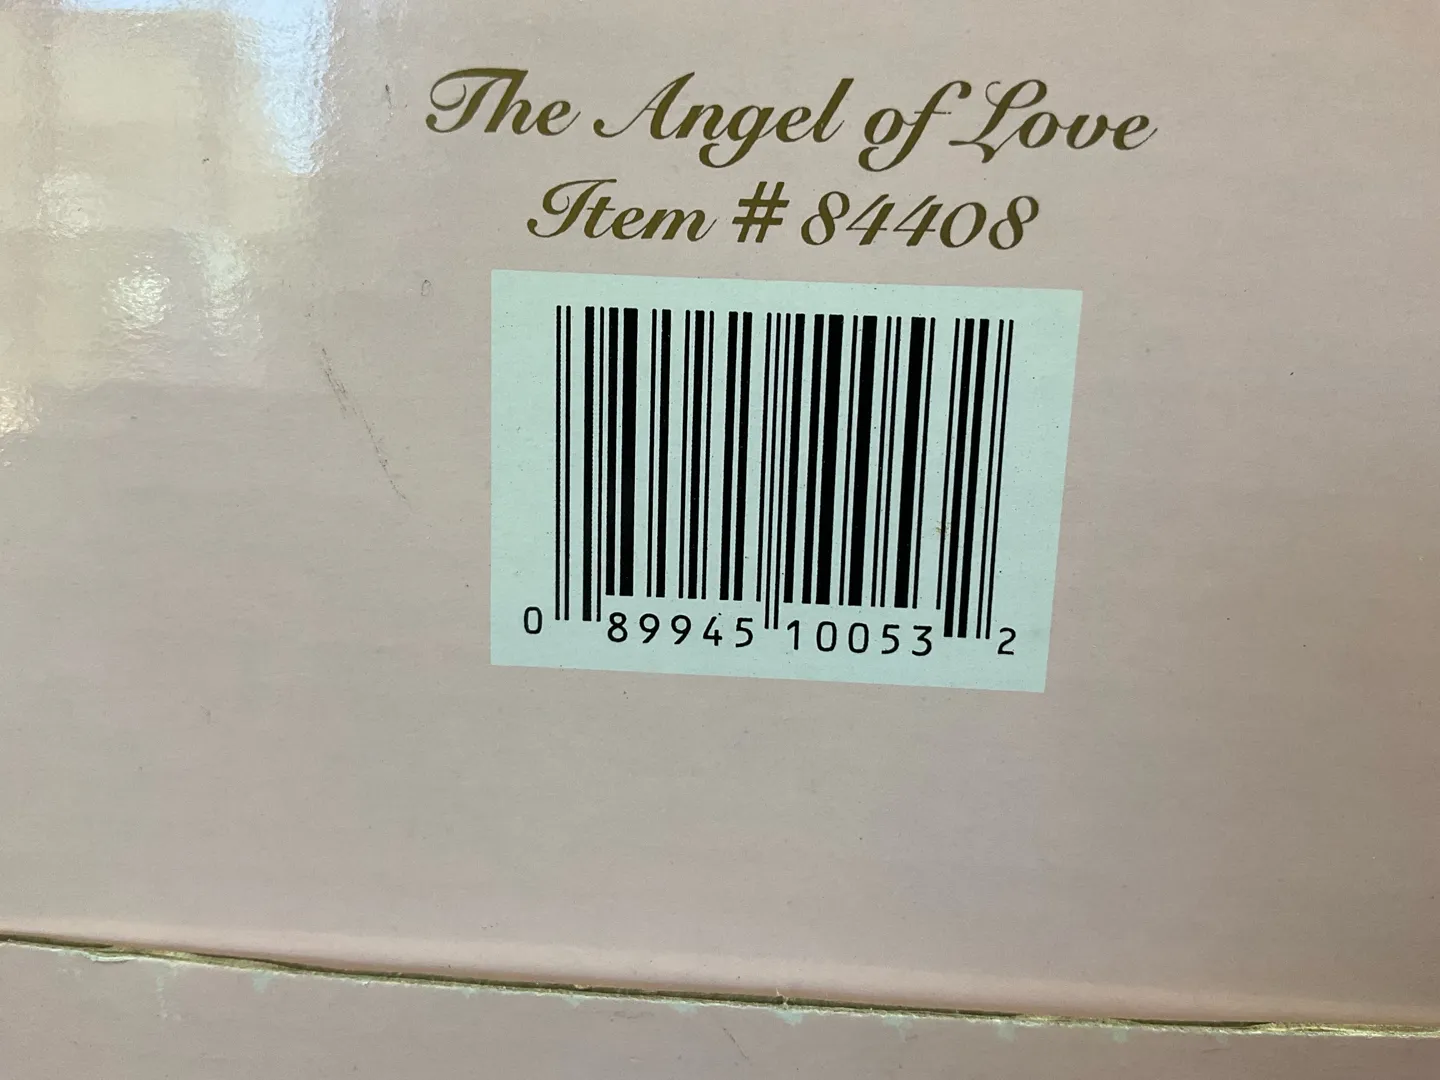 The Angel of Love
Item # 84408
0 89945 10053 2